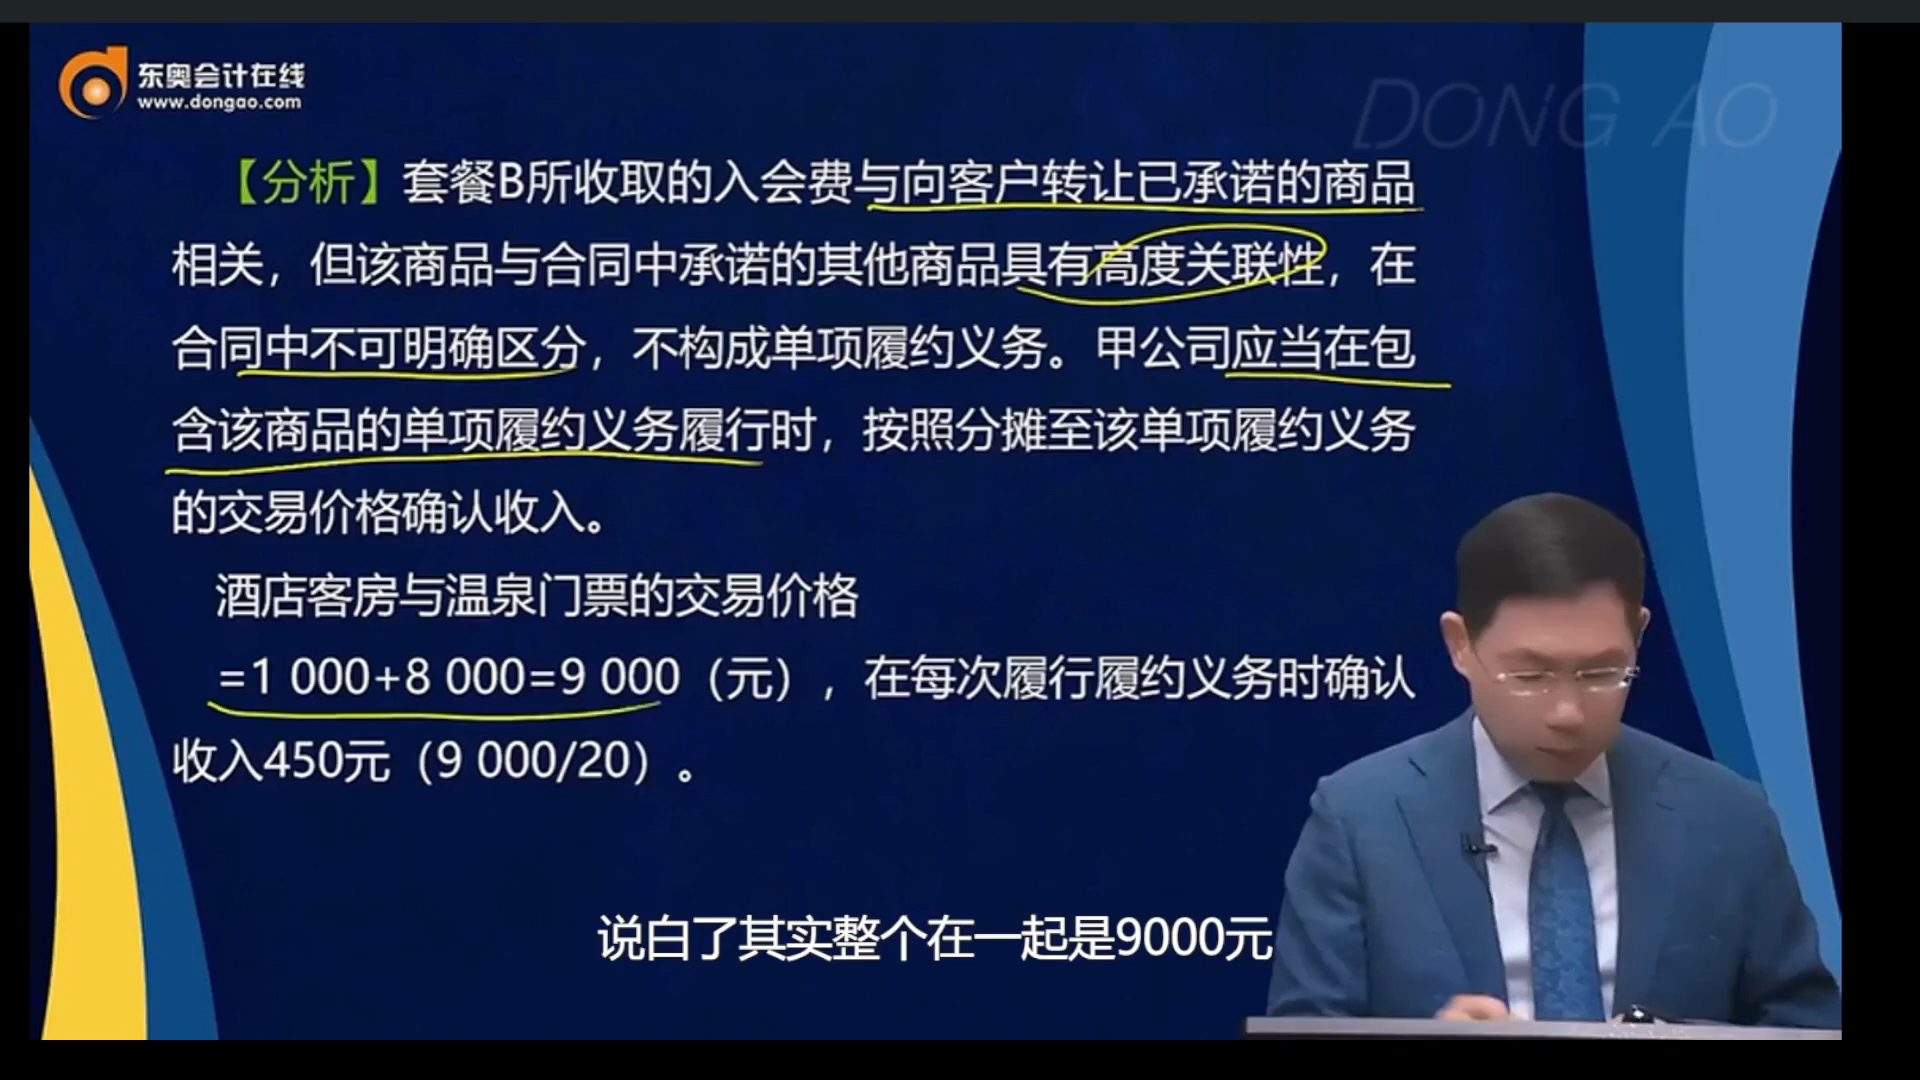 东奥会计在线
www.dongao.com
DONG AO
【分析】套餐B所收取的入会费与向客户转让已承诺的商品
相关，但该商品与合同中承诺的其他商品具有高度关联性，在
合同中不可明确区分，不构成单项履约义务。甲公司应当在包
含该商品的单项履约义务履行时，按照分摊至该单项履约义务
的交易价格确认收入。
酒店客房与温泉门票的交易价格
=1 000+8 000=9 000（元），在每次履行履约义务时确认
收入450元（9 000/20）。
说白了其实整个在一起是9000元